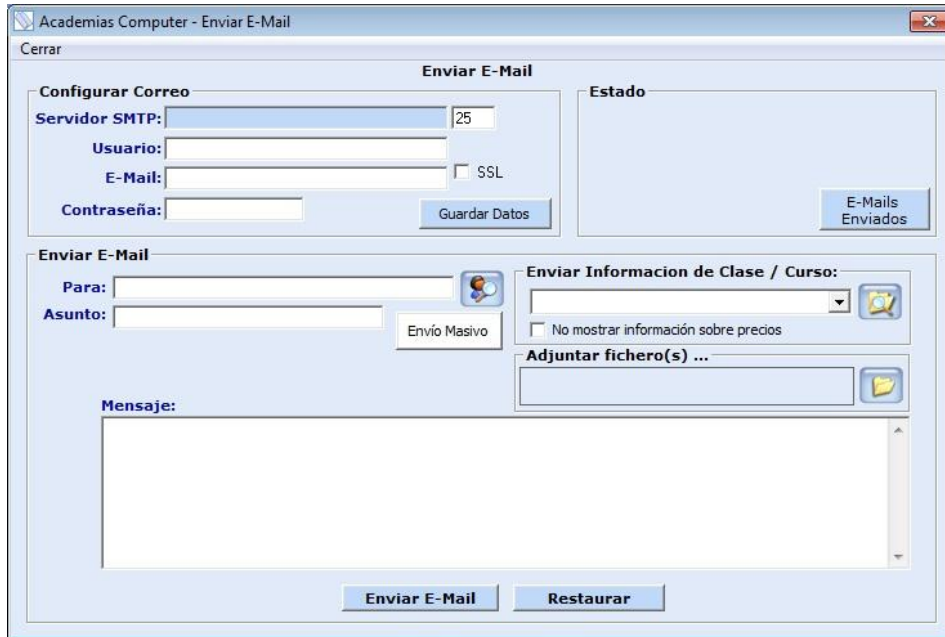 Academias Computer - Enviar E-Mail
Cerrar
Enviar E-Mail
Configurar Correo
Servidor SMTP:
25
Usuario:
E-Mail:
SSL
Contraseña:
Guardar Datos
Estado
E-Mails
Enviados
Enviar E-Mail
Para:
Asunto:
Envío Masivo
Enviar Informacion de Clase / Curso:
No mostrar información sobre precios
Adjuntar fichero(s) ...
Mensaje:
Enviar E-Mail
Restaurar